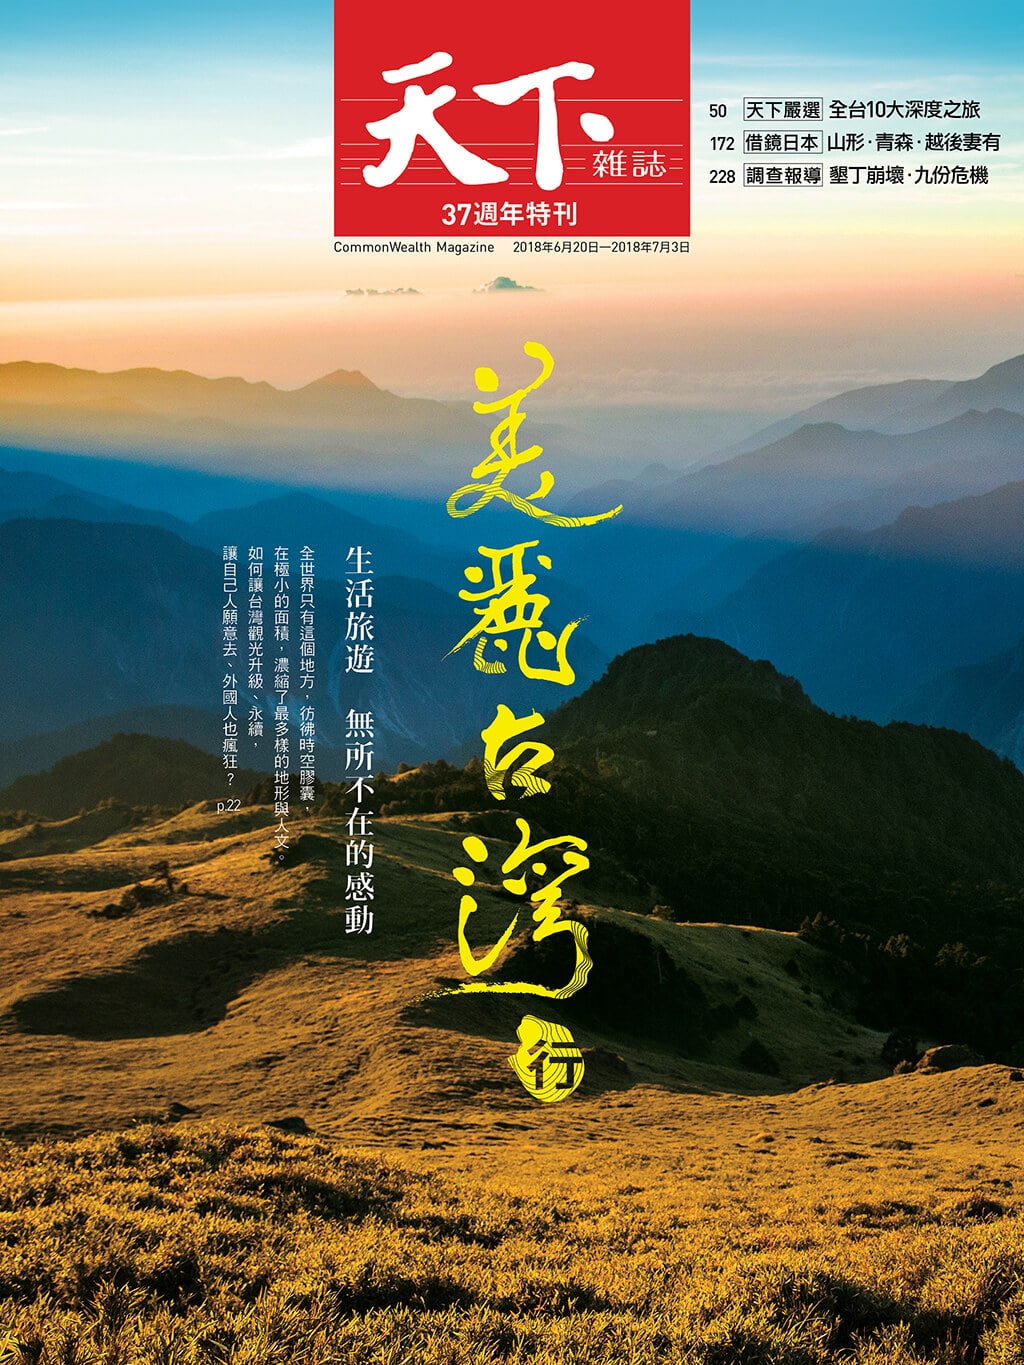 天下
雜誌
37週年特刊
CommonWealth Magazine 2018年6月20日—2018年7月3日
50 天下嚴選 全台10大深度之旅
172 借鏡日本 山形·青森·越後妻有
228 調查報導 墾丁崩壞·九份危機
美麗台灣
行
生活旅遊 無所不在的感動
全世界只有這個地方，彷彿時空膠囊，
在極小的面積，濃縮了最多樣的地形與人文。
如何讓台灣觀光升級、永續，
讓自己人願意去、外國人也瘋狂？ p.22